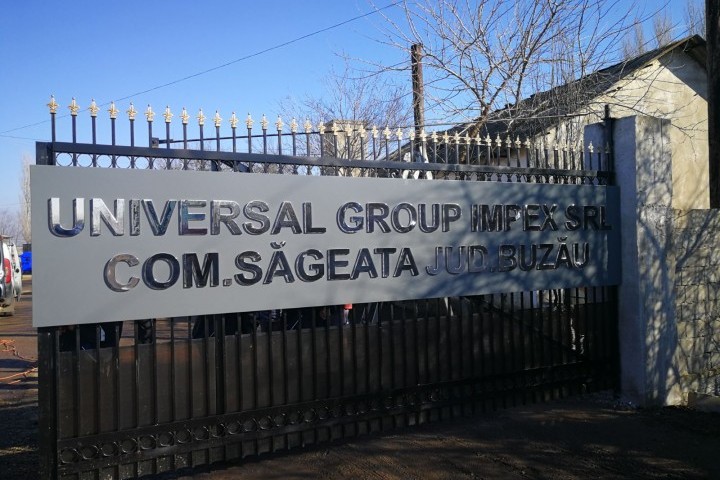 UNIVERSAL GROUP IMPEX SRL
COM.SĂGEATA JUD.BUZĂU